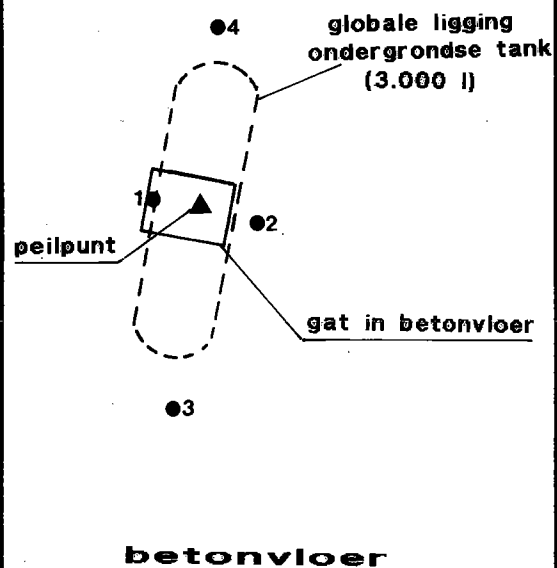 4
globale ligging
ondergrondse tank
(3.000 l)
1
2
peilpunt
gat in betonvloer
3
betonvloer